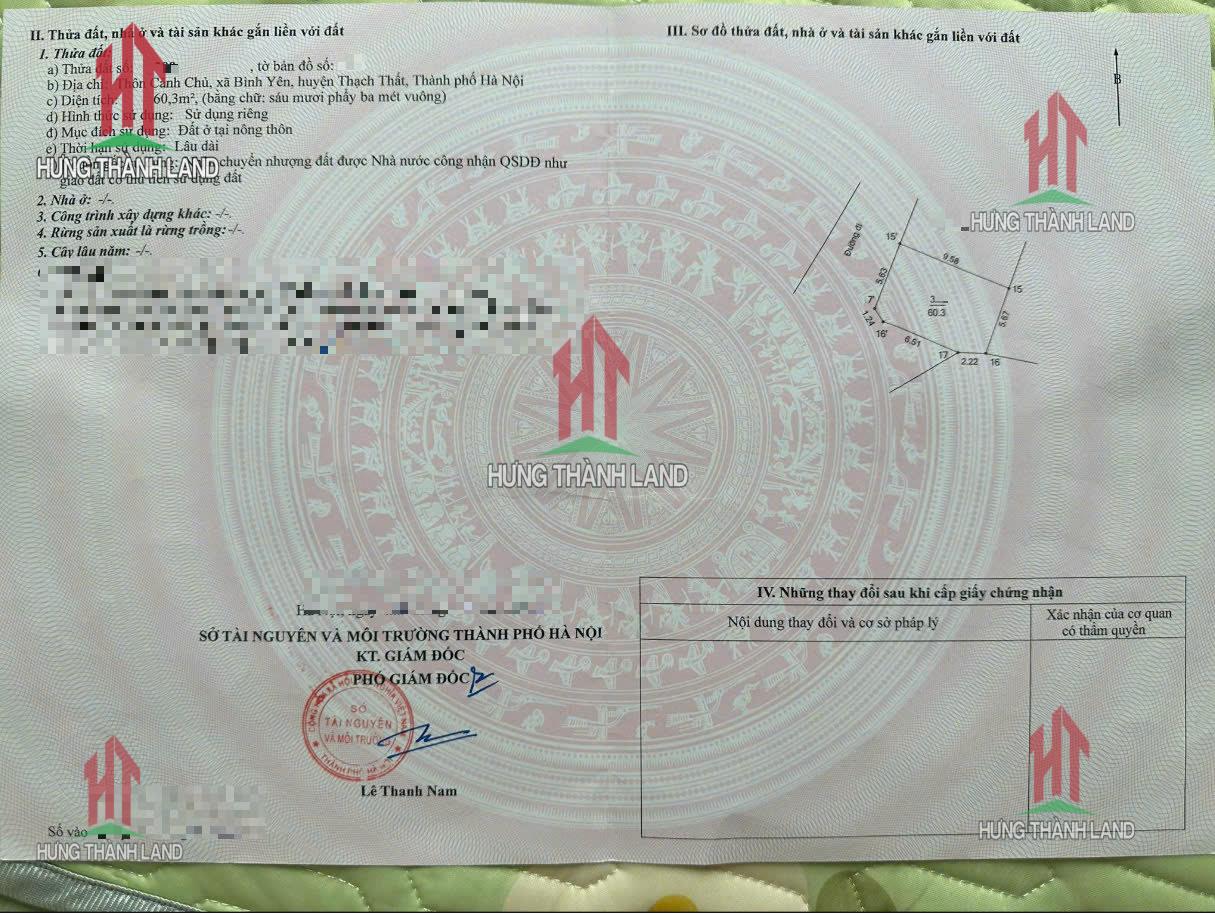 II. Thửa đất, nhà ở và tài sản khác gắn liền với đất
1. Thửa đất:
a) Thửa đất số: , tờ bản đồ số:
b) Địa chỉ: Thôn Cánh Chủ, xã Bình Yên, huyện Thạch Thất, Thành phố Hà Nội
c) Diện tích: 60,3m², (bằng chữ: sáu mươi phẩy ba mét vuông)
d) Hình thức sử dụng: Sử dụng riêng
đ) Mục đích sử dụng: Đất ở tại nông thôn
e) Thời hạn sử dụng: Lâu dài
chuyển nhượng đất được Nhà nước công nhận QSDĐ như
giao đất có thu tiền sử dụng đất
2. Nhà ở: -/-.
3. Công trình xây dựng khác: -/-.
4. Rừng sản xuất là rừng trồng: -/-.
5. Cây lâu năm: -/-.
SỞ TÀI NGUYÊN VÀ MÔI TRƯỜNG THÀNH PHỐ HÀ NỘI
KT. GIÁM ĐỐC
PHÓ GIÁM ĐỐC
SỞ
TÀI NGUYÊN
VÀ MÔI TRƯỜNG
THÀNH PHỐ HÀ NỘI
Lê Thanh Nam
Số vào
III. Sơ đồ thửa đất, nhà ở và tài sản khác gắn liền với đất
B
Đường đi
15'
9.58
15
5.63
7'
1.24
16'
3
60.3
5.67
6.51
17
2.22
16
IV. Những thay đổi sau khi cấp giấy chứng nhận
Nội dung thay đổi và cơ sở pháp lý
Xác nhận của cơ quan
có thẩm quyền
HƯNG THÀNH LAND
HƯNG THÀNH LAND
HƯNG THÀNH LAND
HƯNG THÀNH LAND
HƯNG THÀNH LAND